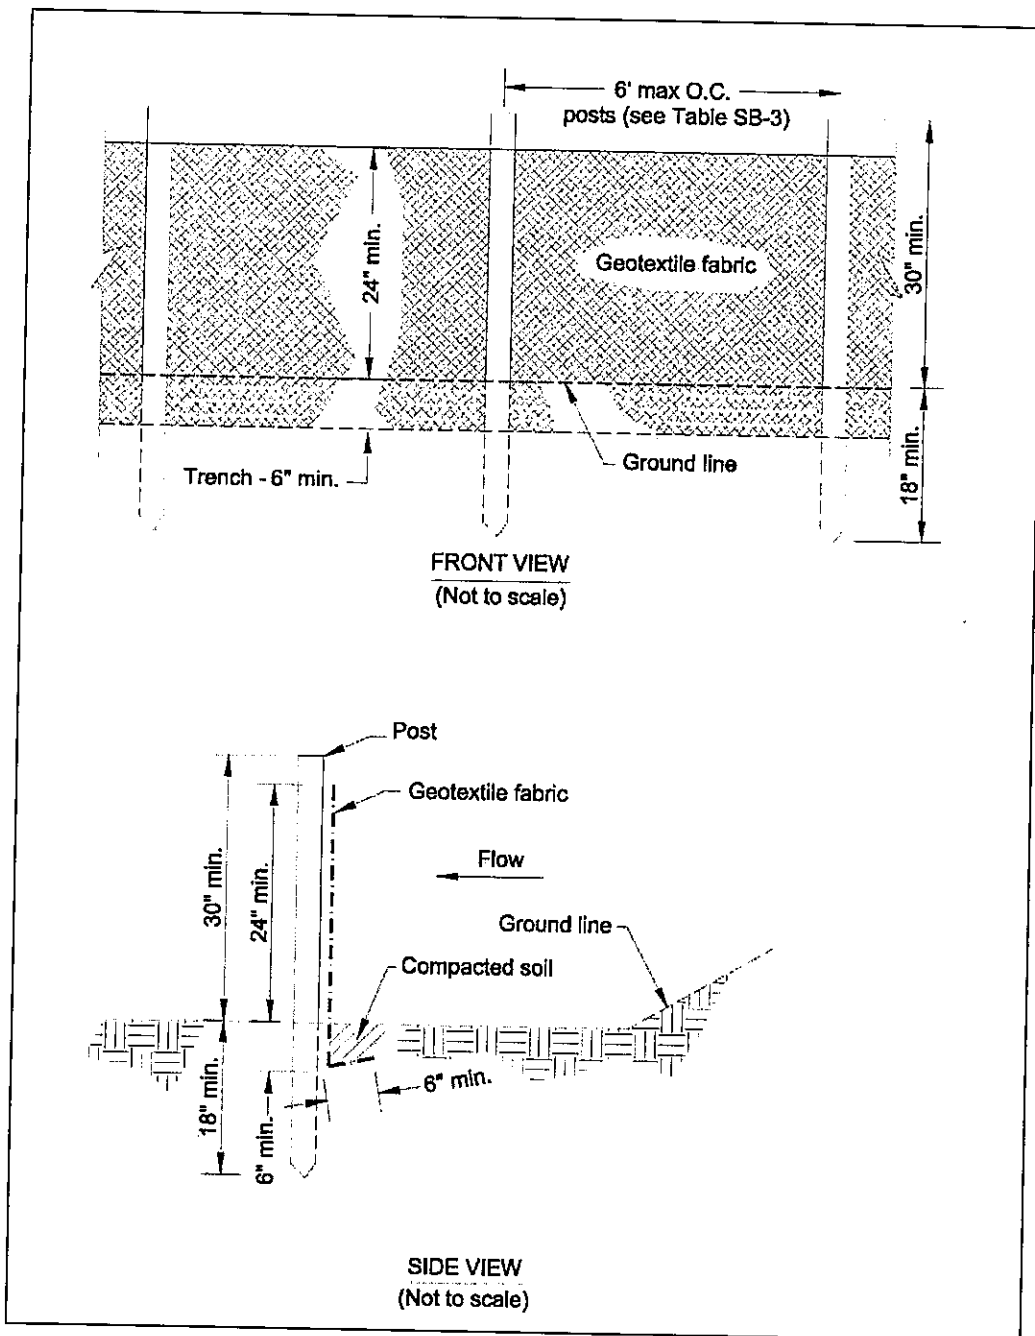 6' max O.C.
posts (see Table SB-3)
24" min.
Geotextile fabric
30" min.
Trench - 6" min.
Ground line
18" min.
FRONT VIEW
(Not to scale)
Post
Geotextile fabric
30" min.
24" min.
Flow
Ground line
Compacted soil
18" min.
6" min.
6" min.
SIDE VIEW
(Not to scale)